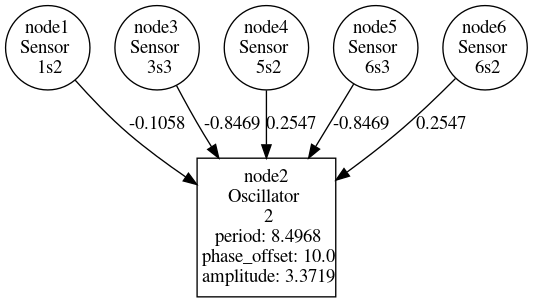 node1
Sensor
1s2
node3
Sensor
3s3
node4
Sensor
5s2
node5
Sensor
6s3
node6
Sensor
6s2
-0.1058
-0.8469
0.2547
-0.8469
0.2547
node2
Oscillator
2
period: 8.4968
phase_offset: 10.0
amplitude: 3.3719